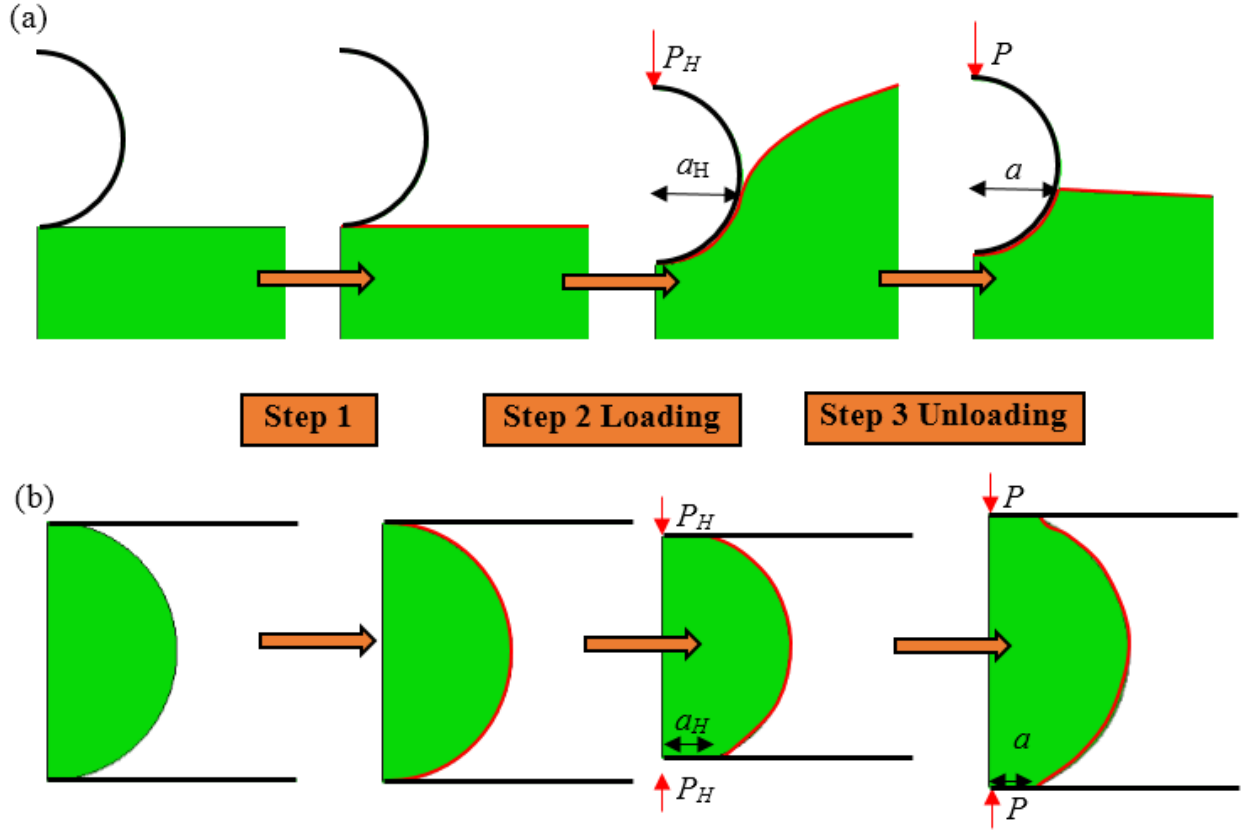 (a)
P_H
P
a_H
a
Step 1
Step 2 Loading
Step 3 Unloading
(b)
P_H
P
a_H
a
P_H
P